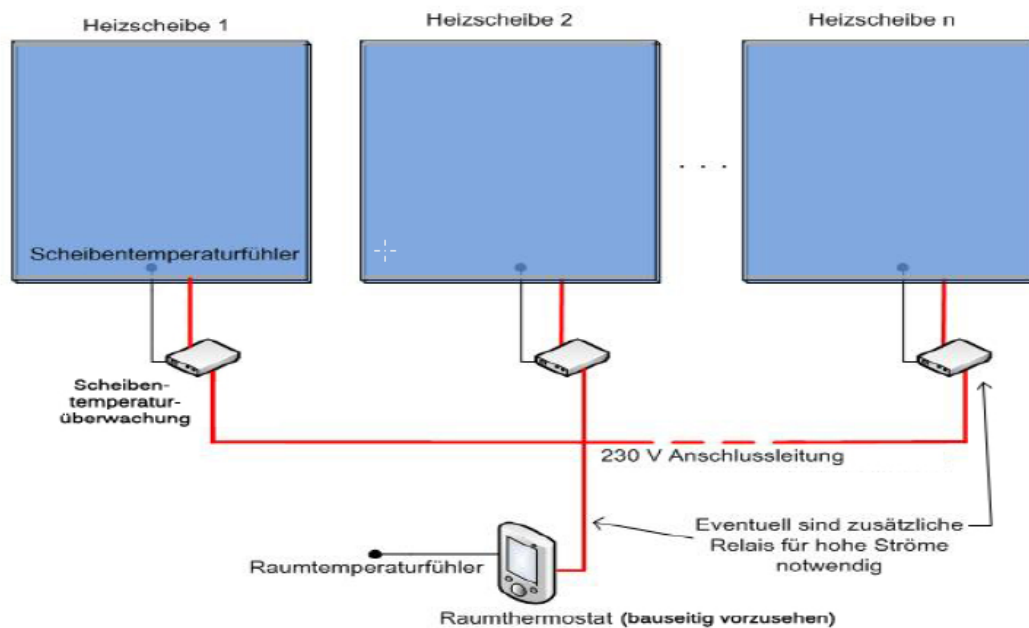 Heizscheibe 1
Heizscheibe 2
Heizscheibe n
. . .
Scheibentemperaturfühler
Scheiben-
temperatur-
überwachung
230 V Anschlussleitung
Eventuell sind zusätzliche
Relais für hohe Ströme
notwendig
Raumtemperaturfühler
Raumthermostat (bauseitig vorzusehen)